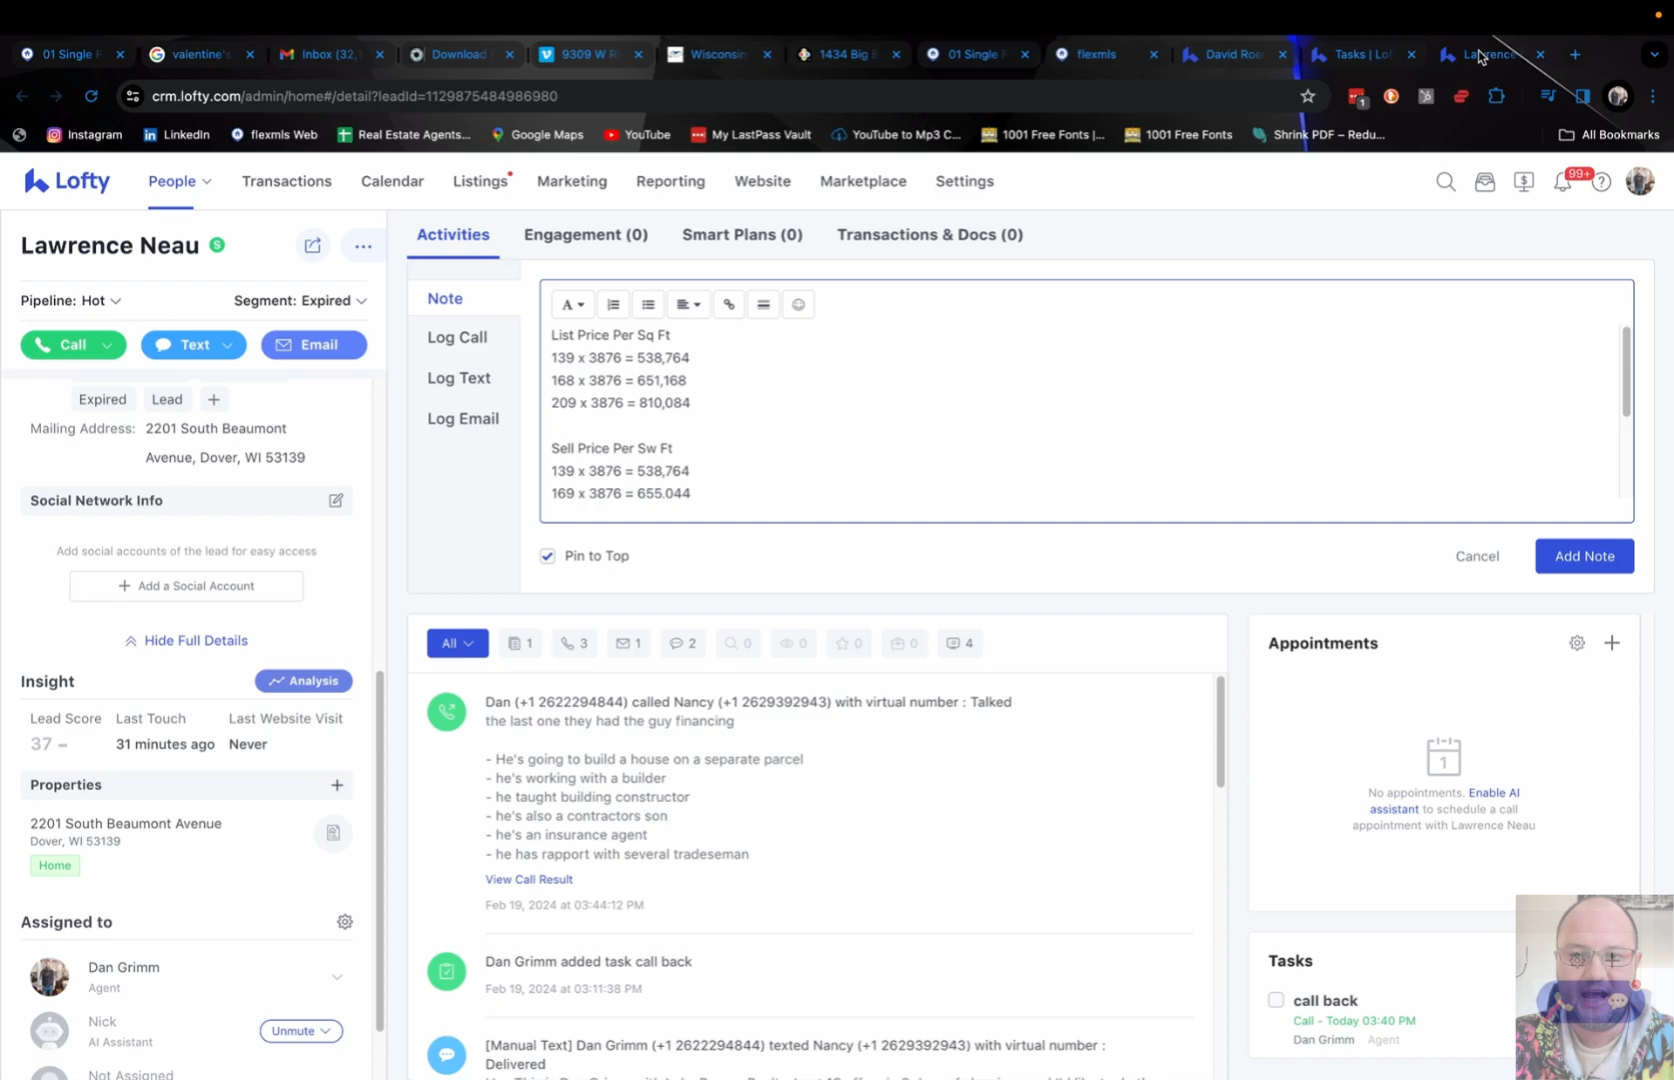 01 Single F
valentine's
Inbox (32,
Download
9309 W R
Wisconsin
1434 Big B
01 Single F
flexmls
David Roe
Tasks | Lof
Lawrence
crm.lofty.com/admin/home#/detail?leadId=1129875484986980
1
Instagram
LinkedIn
flexmls Web
Real Estate Agents...
Google Maps
YouTube
My LastPass Vault
YouTube to Mp3 C...
1001 Free Fonts |...
1001 Free Fonts
Shrink PDF – Redu...
All Bookmarks
Lofty
People
Transactions
Calendar
Listings
Marketing
Reporting
Website
Marketplace
Settings
99+
Lawrence Neau
S
Pipeline: Hot
Segment: Expired
Call
Text
Email
Expired
Lead
Mailing Address: 2201 South Beaumont
Avenue, Dover, WI 53139
Social Network Info
Add social accounts of the lead for easy access
+ Add a Social Account
Hide Full Details
Insight
Analysis
Lead Score
Last Touch
Last Website Visit
37 –
31 minutes ago
Never
Properties
2201 South Beaumont Avenue
Dover, WI 53139
Home
Assigned to
Dan Grimm
Agent
Nick
AI Assistant
Unmute
Not Assigned
Activities
Engagement (0)
Smart Plans (0)
Transactions & Docs (0)
Note
Log Call
Log Text
Log Email
A
List Price Per Sq Ft
139 x 3876 = 538,764
168 x 3876 = 651,168
209 x 3876 = 810,084
Sell Price Per Sw Ft
139 x 3876 = 538,764
169 x 3876 = 655.044
Pin to Top
Cancel
Add Note
All
1
3
1
2
0
0
0
0
4
Dan (+1 2622294844) called Nancy (+1 2629392943) with virtual number : Talked
the last one they had the guy financing
- He's going to build a house on a separate parcel
- he's working with a builder
- he taught building constructor
- he's also a contractors son
- he's an insurance agent
- he has rapport with several tradeseman
View Call Result
Feb 19, 2024 at 03:44:12 PM
Dan Grimm added task call back
Feb 19, 2024 at 03:11:38 PM
[Manual Text] Dan Grimm (+1 2622294844) texted Nancy (+1 2629392943) with virtual number :
Delivered
Appointments
1
No appointments. Enable AI
assistant to schedule a call
appointment with Lawrence Neau
Tasks
call back
Call - Today 03:40 PM
Dan Grimm Agent